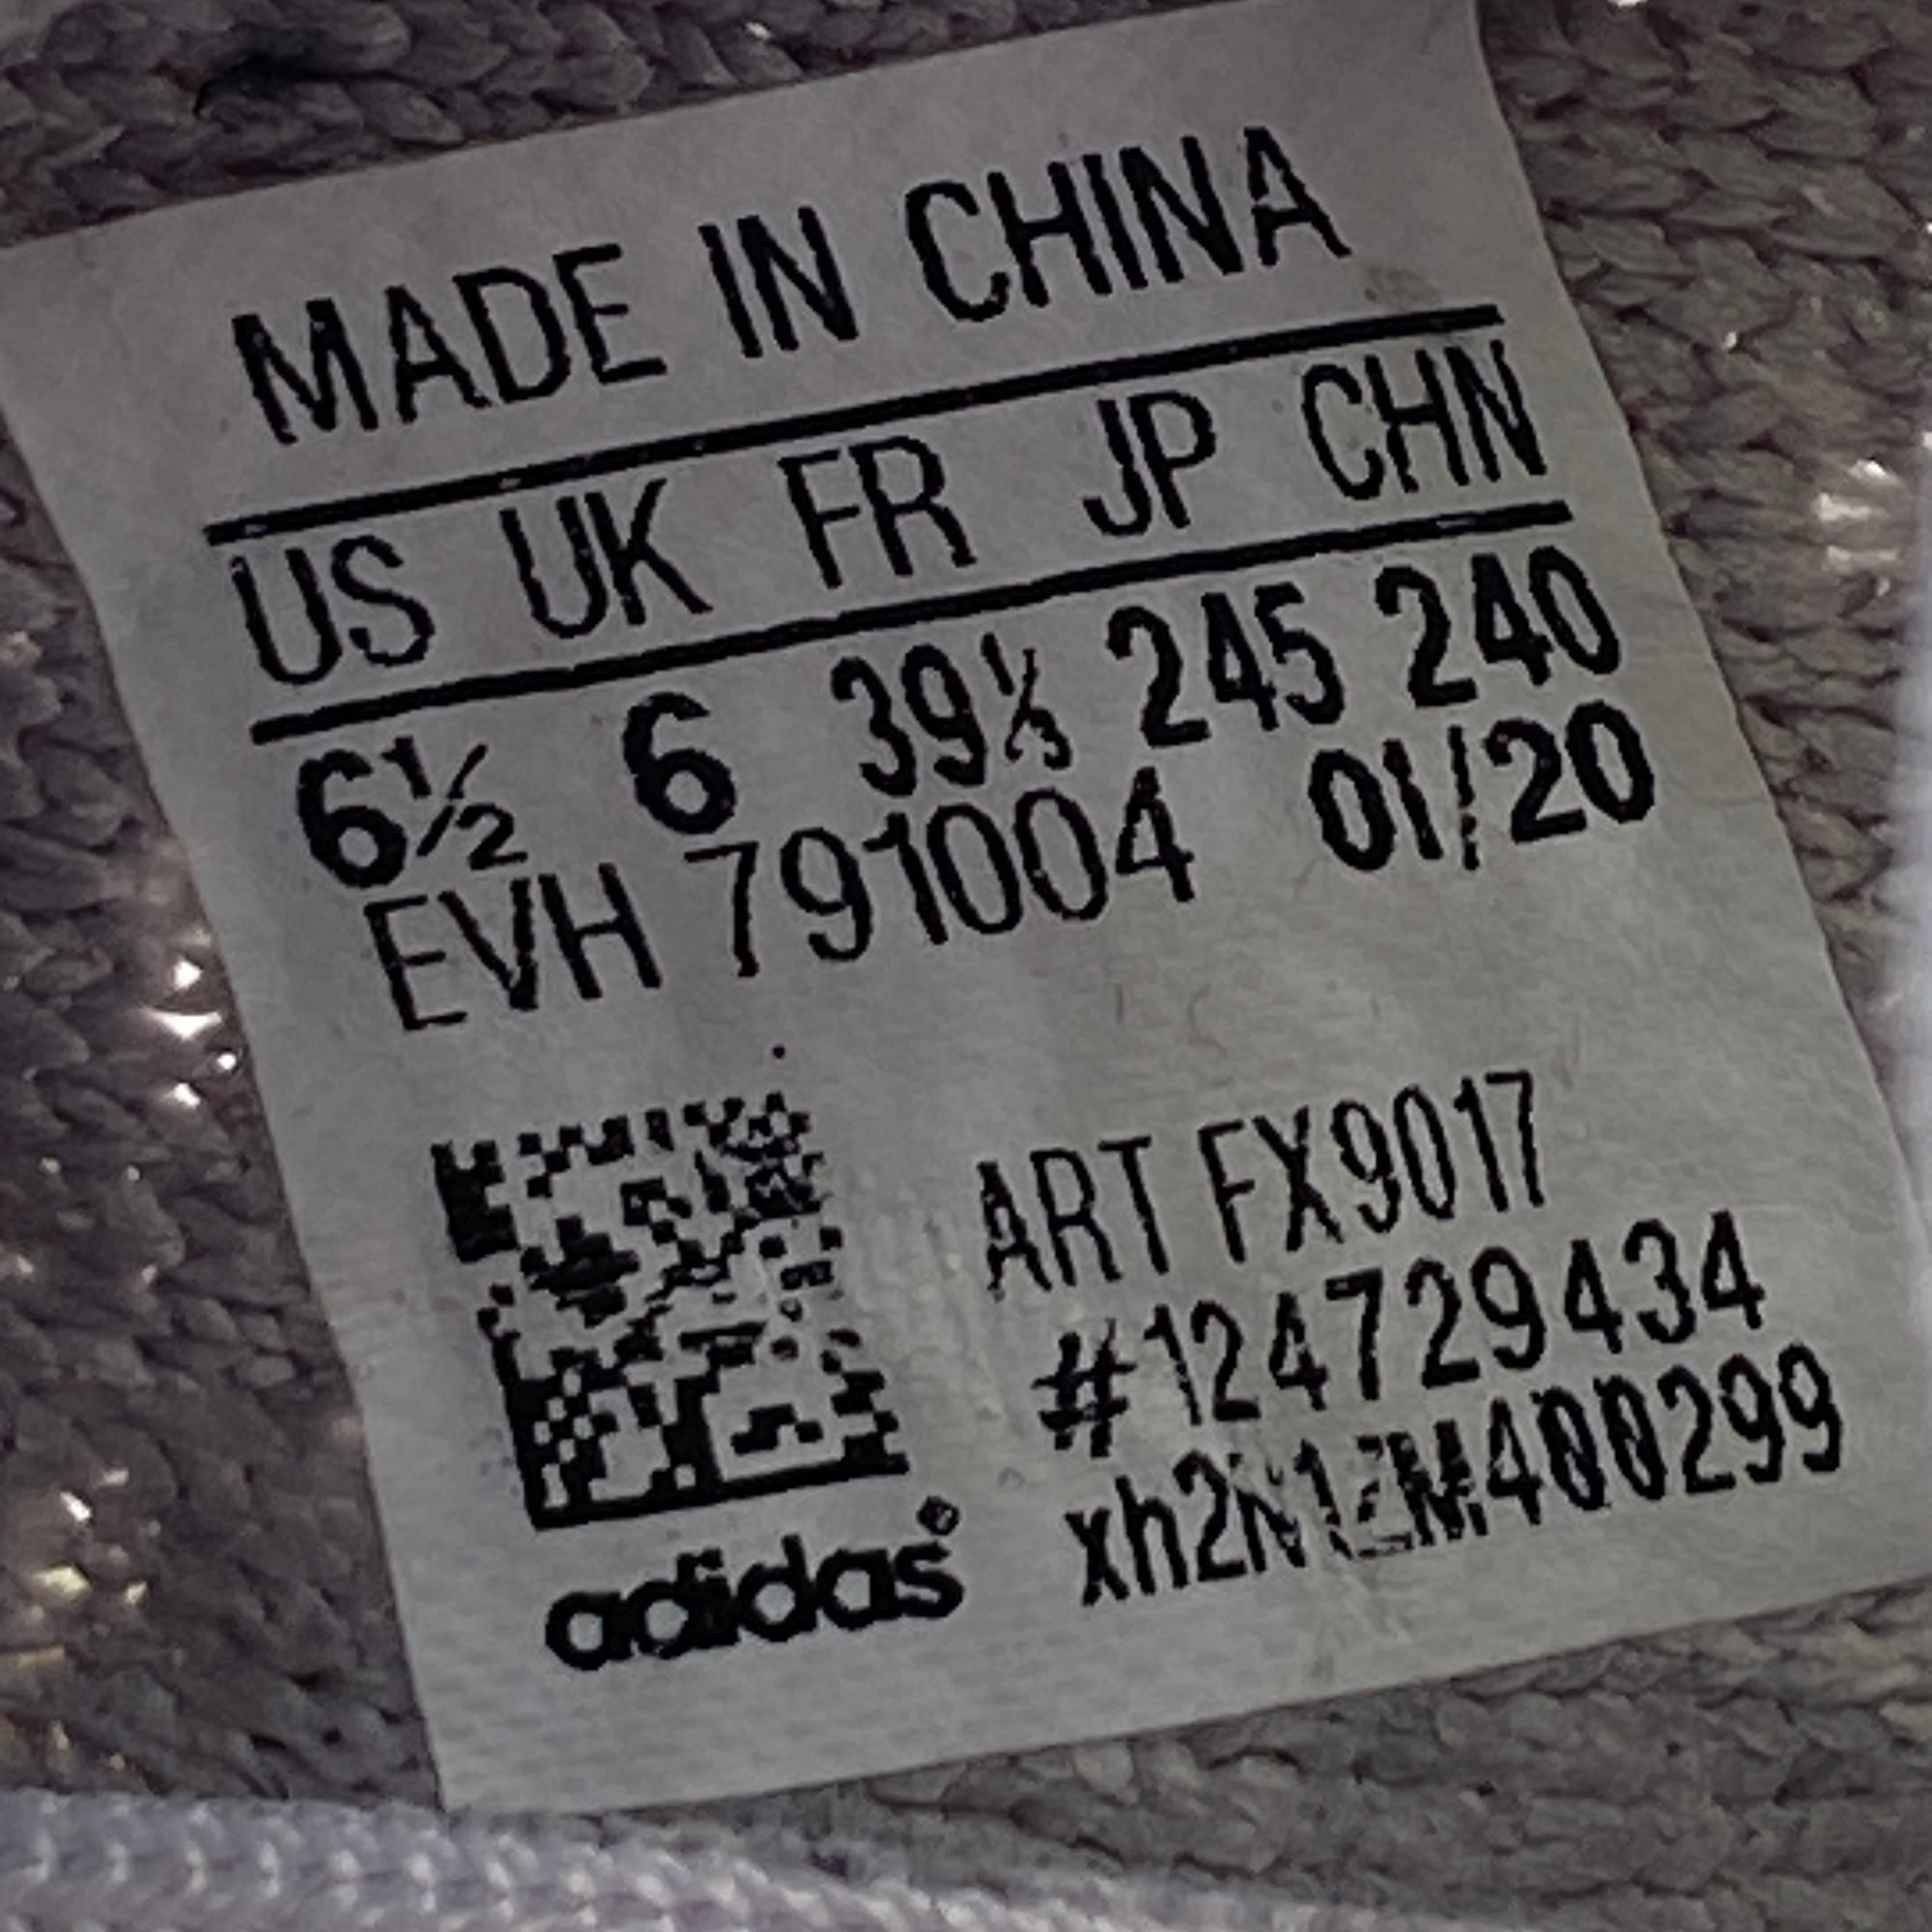 MADE IN CHINA
US UK FR JP CHN
6½ 6 39⅓ 245 240
EVH 791004 01/20
ART FX9017
#124729434
adidas®